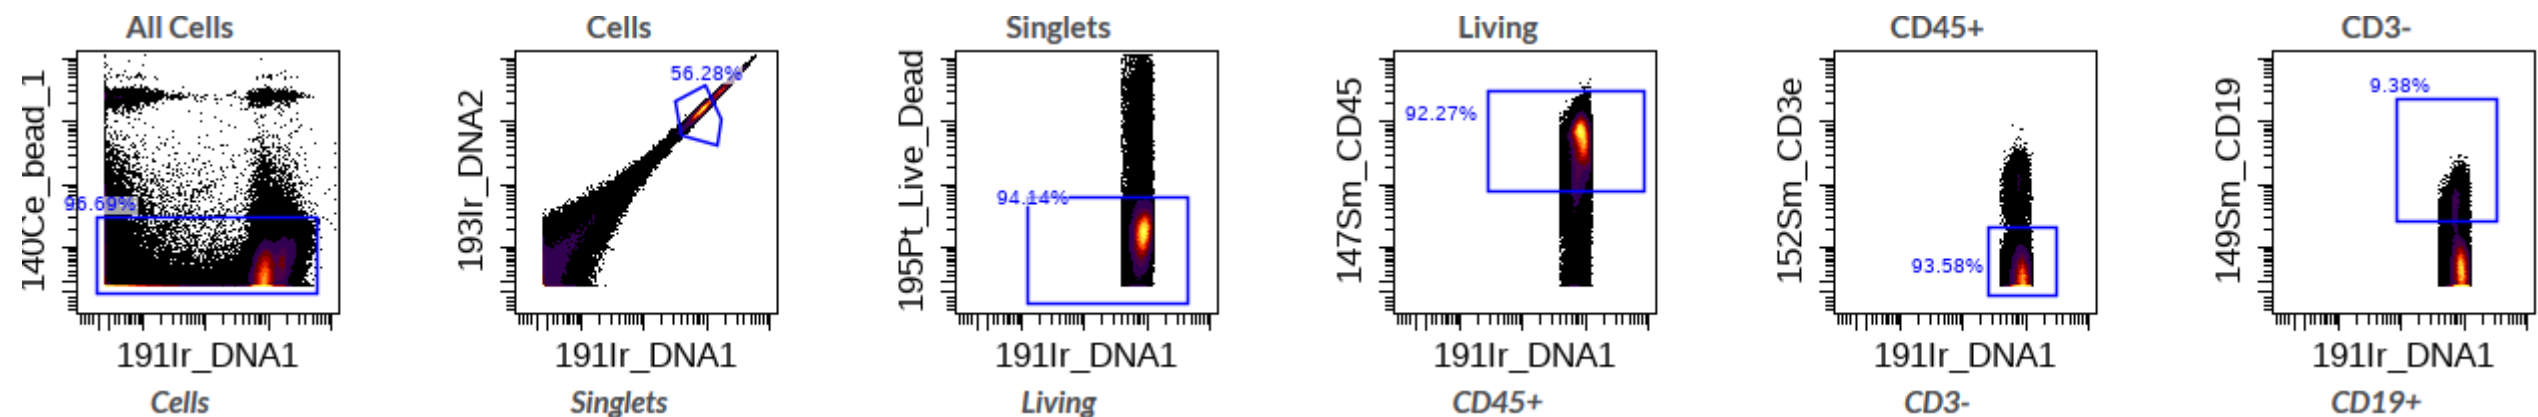 All Cells
Cells
Singlets
Living
CD45+
CD3-
140Ce_bead_1
96.69%
191Ir_DNA1
193Ir_DNA2
56.28%
191Ir_DNA1
195Pt_Live_Dead
94.14%
191Ir_DNA1
147Sm_CD45
92.27%
191Ir_DNA1
152Sm_CD3e
93.58%
191Ir_DNA1
149Sm_CD19
9.38%
191Ir_DNA1
Cells
Singlets
Living
CD45+
CD3-
CD19+